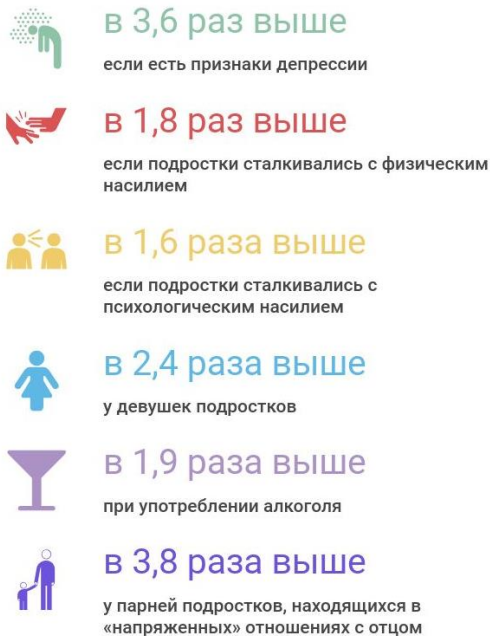 в 3,6 раз выше
если есть признаки депрессии
в 1,8 раз выше
если подростки сталкивались с физическим
насилием
в 1,6 раза выше
если подростки сталкивались с
психологическим насилием
в 2,4 раза выше
у девушек подростков
в 1,9 раза выше
при употреблении алкоголя
в 3,8 раза выше
у парней подростков, находящихся в
«напряженных» отношениях с отцом